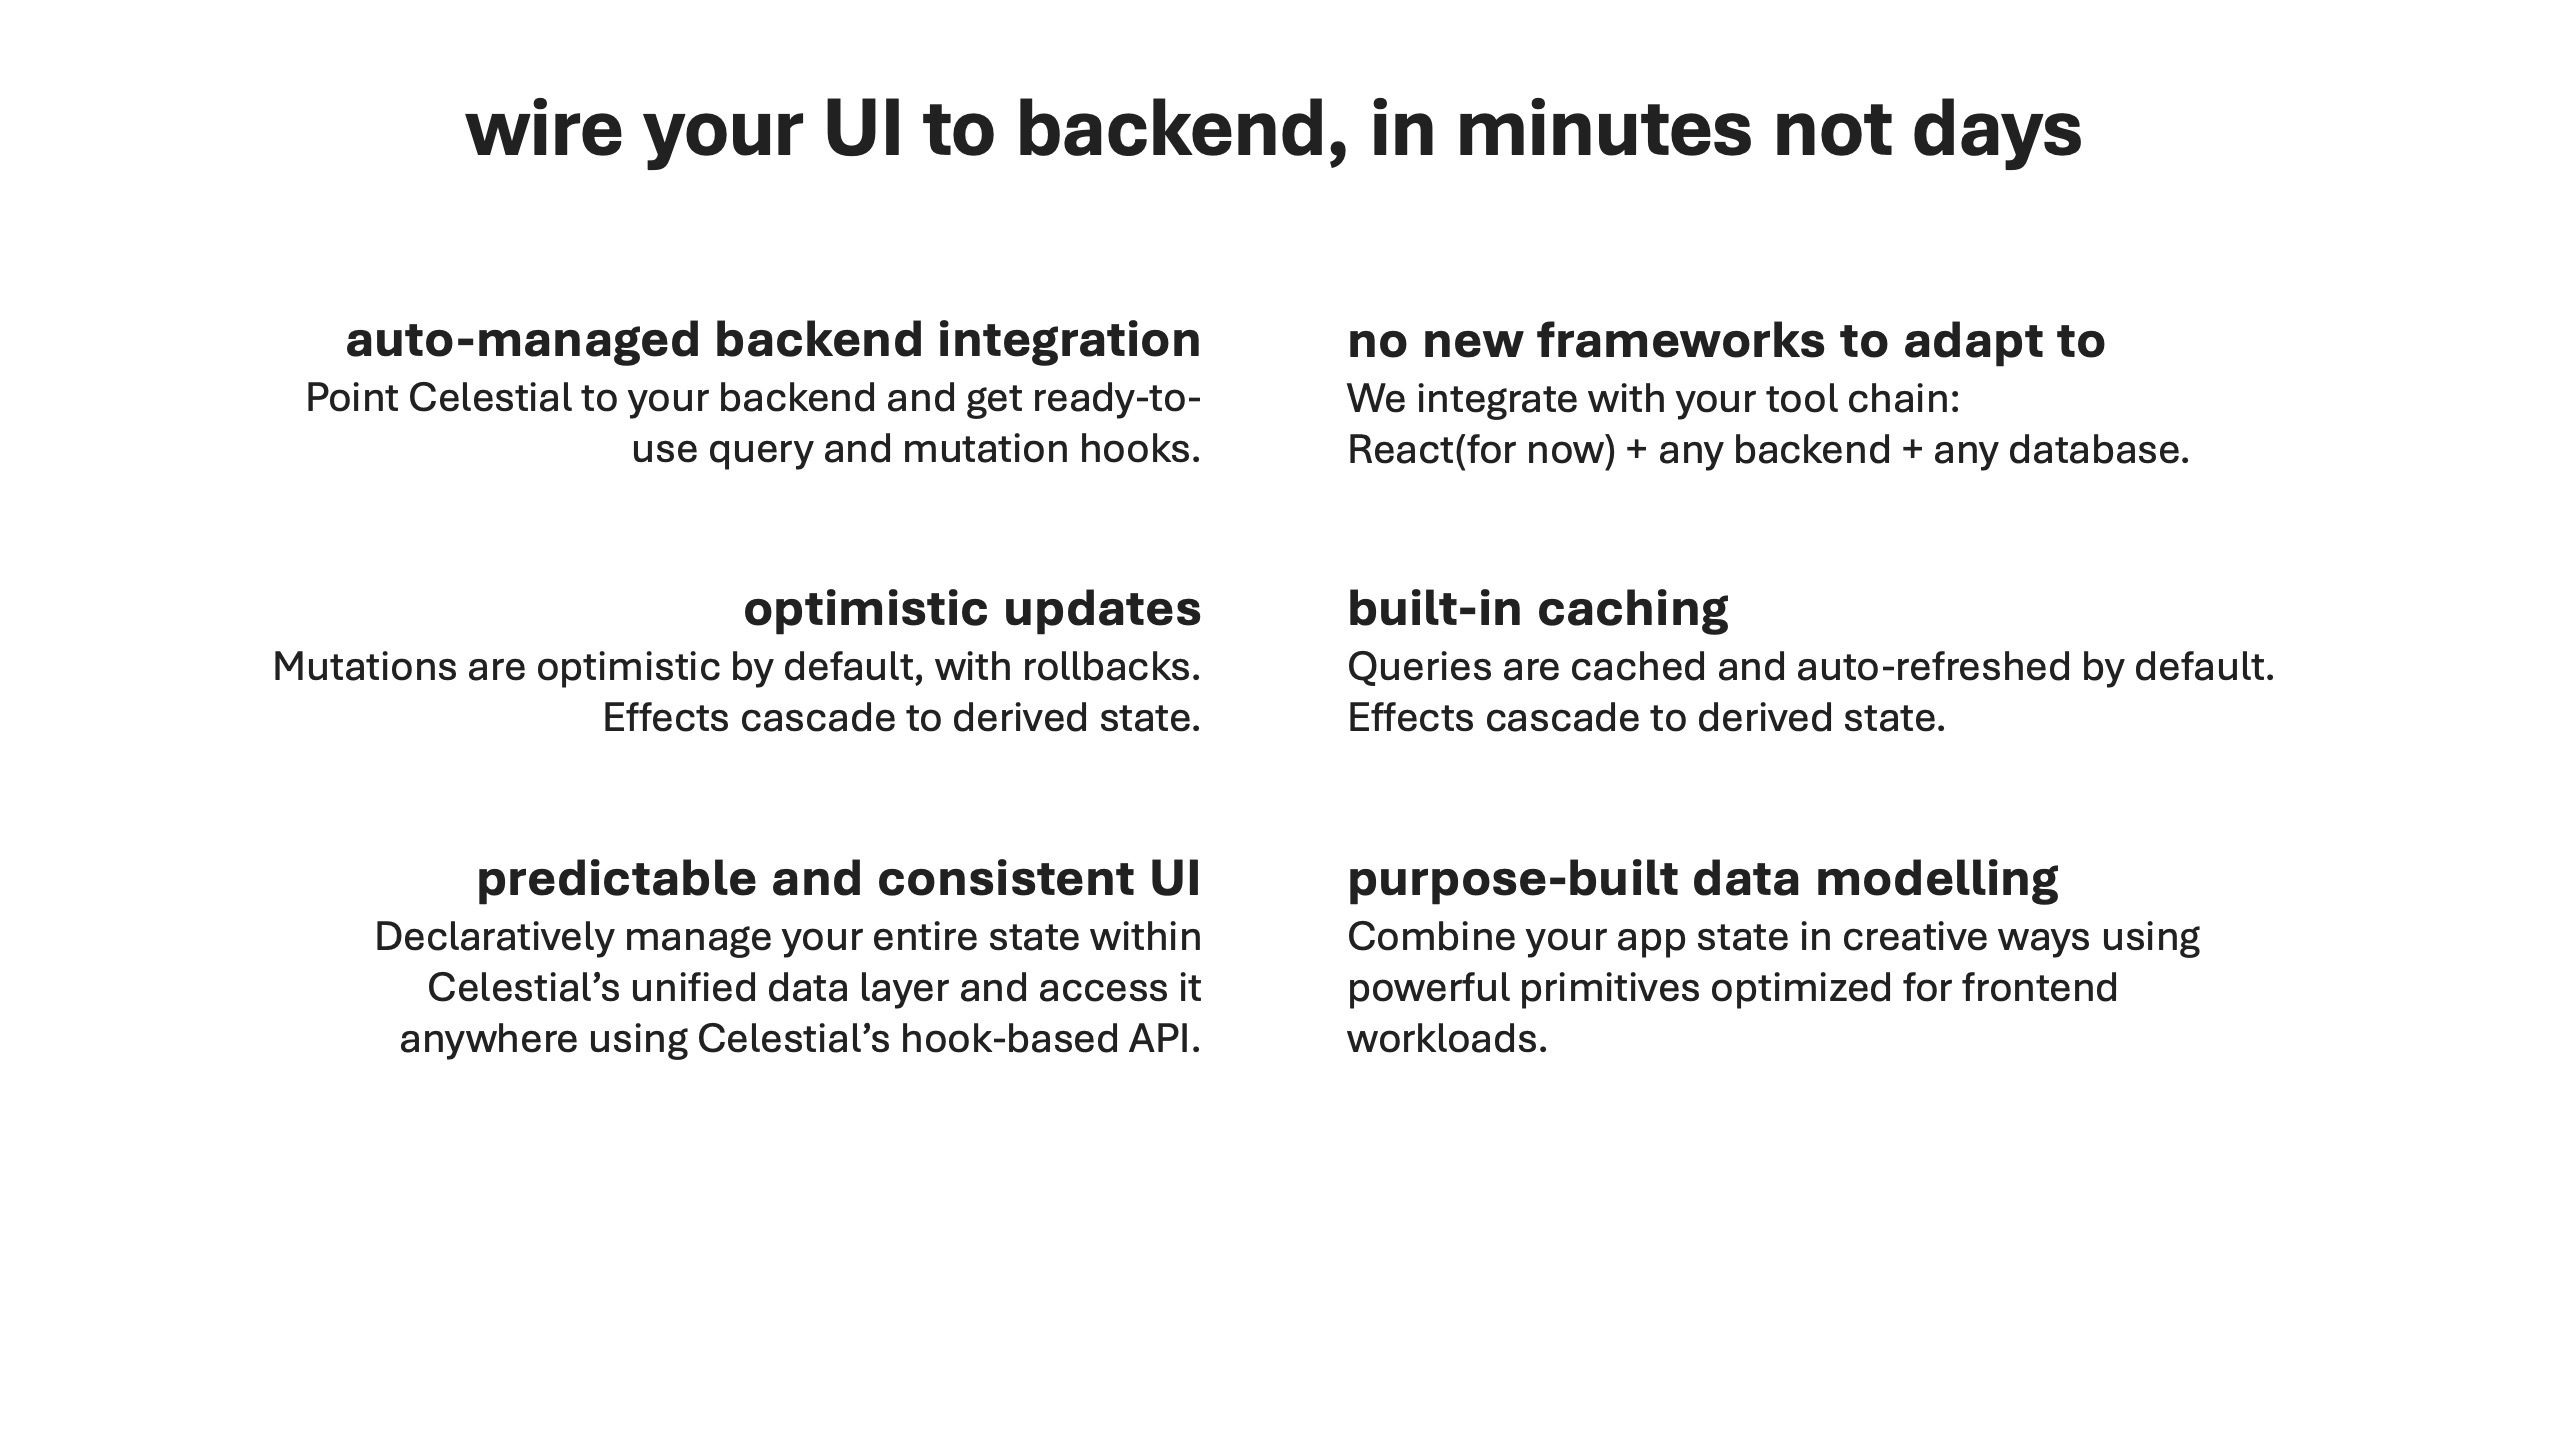 wire your UI to backend, in minutes not days
auto-managed backend integration
Point Celestial to your backend and get ready-to-
use query and mutation hooks.
no new frameworks to adapt to
We integrate with your tool chain:
React(for now) + any backend + any database.
optimistic updates
Mutations are optimistic by default, with rollbacks.
Effects cascade to derived state.
built-in caching
Queries are cached and auto-refreshed by default.
Effects cascade to derived state.
predictable and consistent UI
Declaratively manage your entire state within
Celestial’s unified data layer and access it
anywhere using Celestial’s hook-based API.
purpose-built data modelling
Combine your app state in creative ways using
powerful primitives optimized for frontend
workloads.